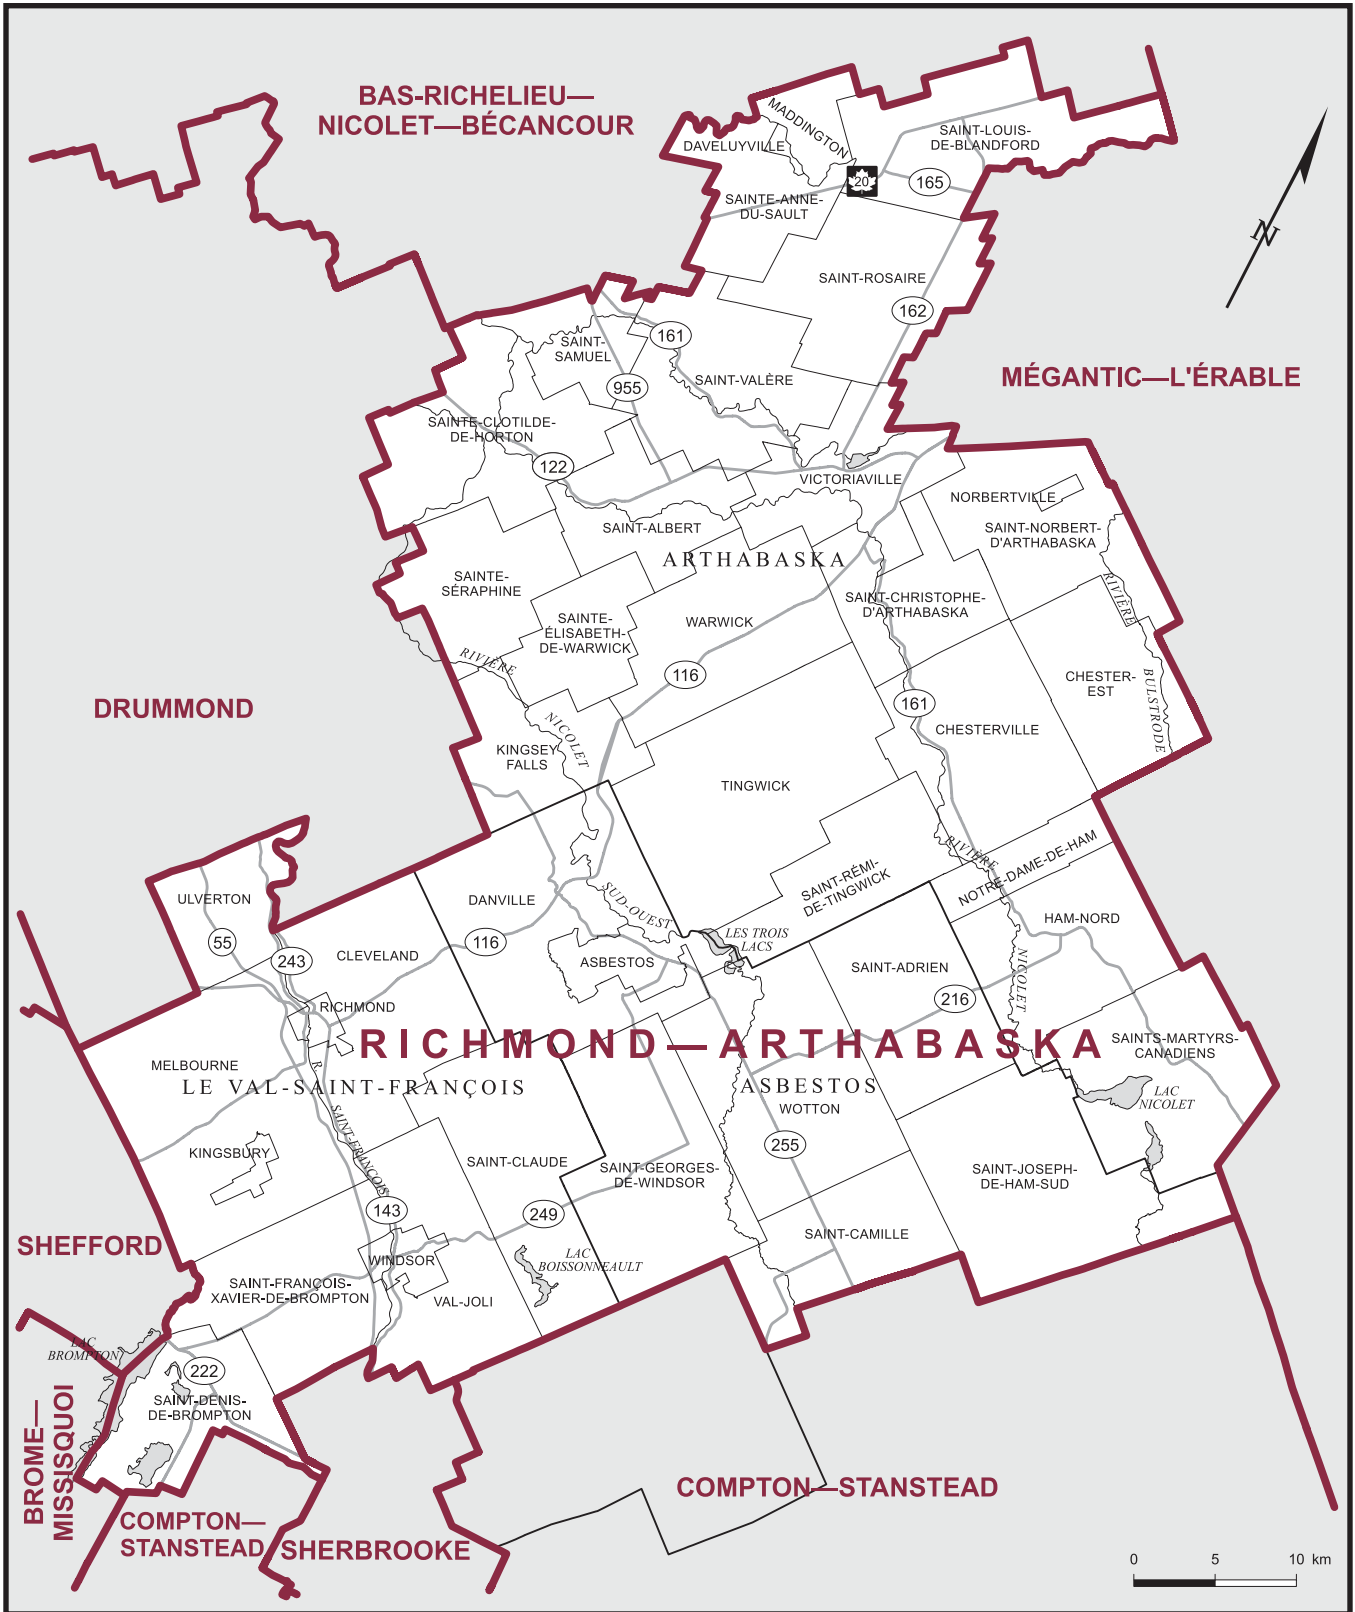 BAS-RICHELIEU—
NICOLET—BÉCANCOUR
MADDINGTON
DAVELUYVILLE
SAINT-LOUIS-
DE-BLANDFORD
20
165
SAINTE-ANNE-
DU-SAULT
N
SAINT-ROSAIRE
162
161
SAINT-
SAMUEL
955
SAINT-VALÈRE
MÉGANTIC—L'ÉRABLE
SAINTE-CLOTILDE-
DE-HORTON
122
VICTORIAVILLE
NORBERTVILLE
SAINT-NORBERT-
D'ARTHABASKA
SAINT-ALBERT
ARTHABASKA
SAINTE-
SÉRAPHINE
SAINT-CHRISTOPHE-
D'ARTHABASKA
RIVIÈRE
BULSTRODE
SAINTE-
ÉLISABETH-
DE-WARWICK
WARWICK
116
RIVIÈRE
NICOLET
CHESTER-
EST
161
CHESTERVILLE
DRUMMOND
KINGSEY
FALLS
TINGWICK
RIVIÈRE
NOTRE-DAME-DE-HAM
SAINT-RÉMI-
DE-TINGWICK
ULVERTON
DANVILLE
SUD-OUEST
HAM-NORD
LES TROIS
LACS
55
243
116
CLEVELAND
ASBESTOS
SAINT-ADRIEN
NICOLET
216
RICHMOND
RICHMOND—ARTHABASKA
SAINTS-MARTYRS-
CANADIENS
MELBOURNE
R.
LE VAL-SAINT-FRANÇOIS
ASBESTOS
WOTTON
LAC
NICOLET
SAINT-FRANÇOIS
KINGSBURY
255
SAINT-CLAUDE
SAINT-GEORGES-
DE-WINDSOR
SAINT-JOSEPH-
DE-HAM-SUD
143
249
SAINT-CAMILLE
SHEFFORD
WINDSOR
LAC
BOISSONNEAULT
SAINT-FRANÇOIS-
XAVIER-DE-BROMPTON
VAL-JOLI
LAC
BROMPTON
222
SAINT-DENIS-
DE-BROMPTON
BROME—
MISSISQUOI
COMPTON—STANSTEAD
COMPTON—
STANSTEAD
SHERBROOKE
0 5 10 km